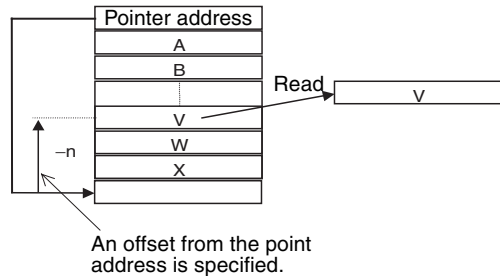 Pointer address
A
B
Read
V
V
–n
W
X
An offset from the point
address is specified.